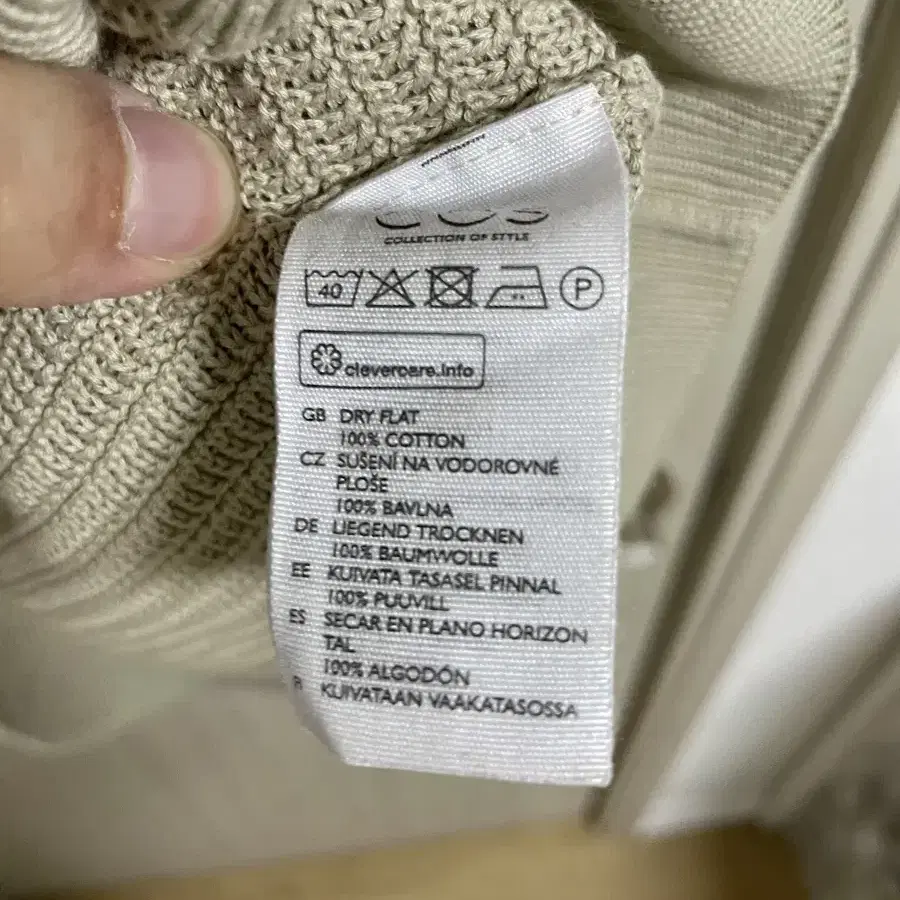 COS
COLLECTION OF STYLE
40
P
clevercare.info
GB DRY FLAT
100% COTTON
CZ SUŠENÍ NA VODOROVNÉ
PLOŠE
100% BAVLNA
DE LIEGEND TROCKNEN
100% BAUMWOLLE
EE KUIVATA TASASEL PINNAL
100% PUUVILL
ES SECAR EN PLANO HORIZON
TAL
100% ALGODÓN
KUIVATAAN VAAKATASOSSA